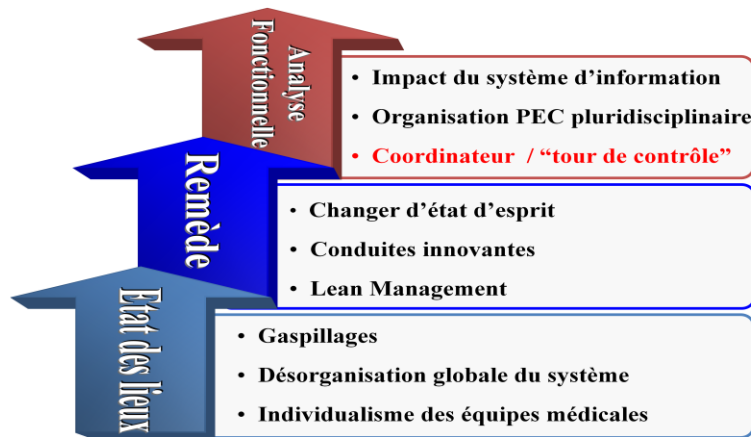 Analyse
Fonctionnelle
• Impact du système d’information
• Organisation PEC pluridisciplinaire
• Coordinateur / “tour de contrôle”
Remède
• Changer d’état d’esprit
• Conduites innovantes
• Lean Management
Etat des lieux
• Gaspillages
• Désorganisation globale du système
• Individualisme des équipes médicales